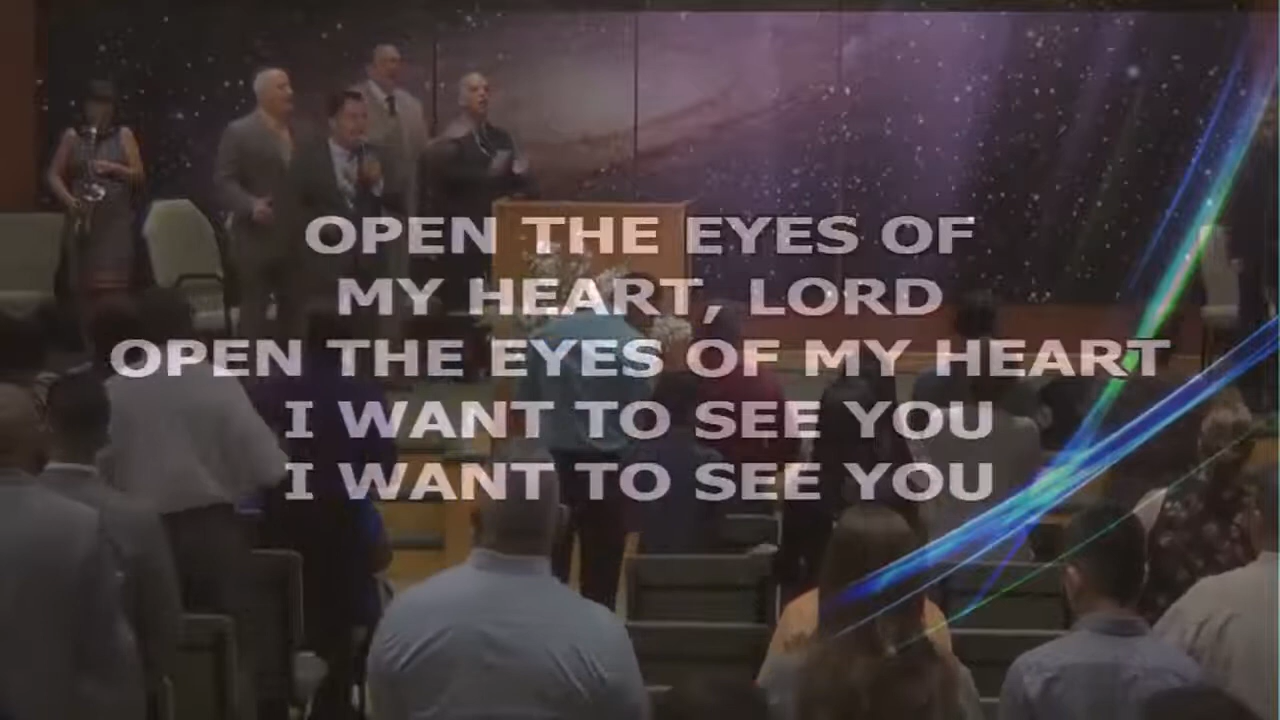 OPEN THE EYES OF
MY HEART, LORD
OPEN THE EYES OF MY HEART
I WANT TO SEE YOU
I WANT TO SEE YOU